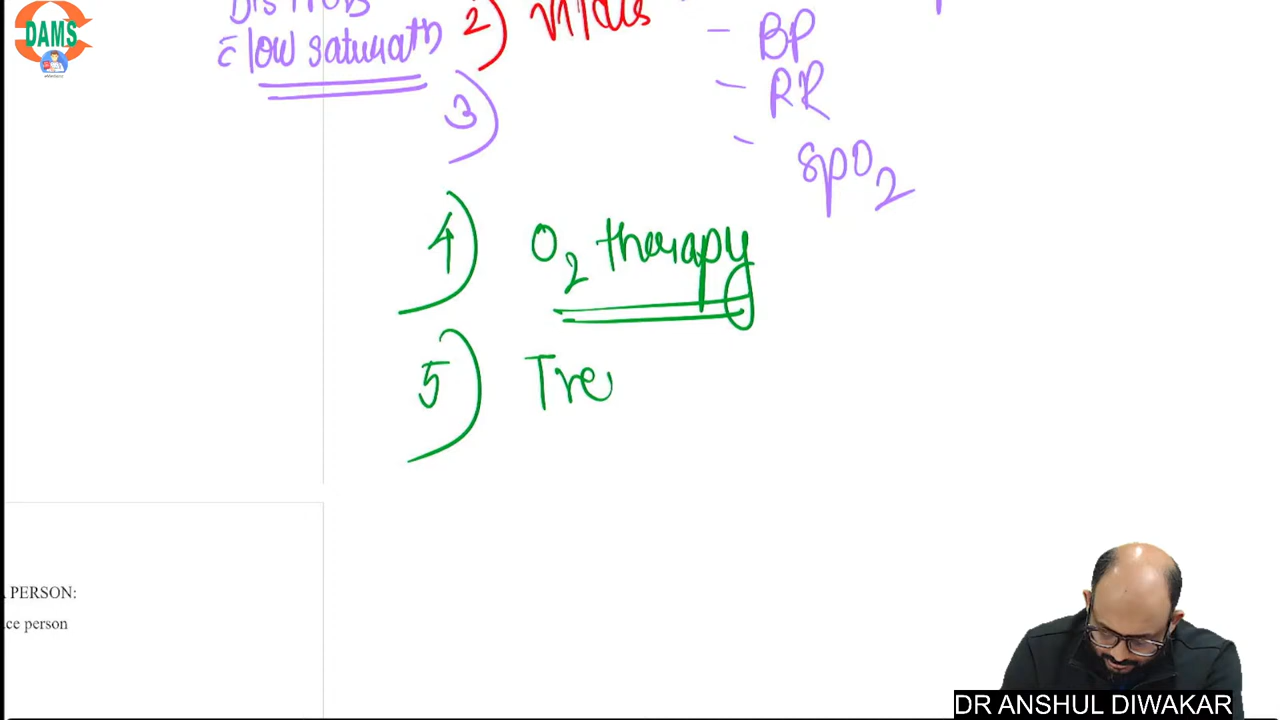 DAMS
c̄ low saturatn
2) Vitals
- BP
- RR
- SpO2
3)
4) O2 therapy
5) Tre
PERSON:
ce person
DR ANSHUL DIWAKAR